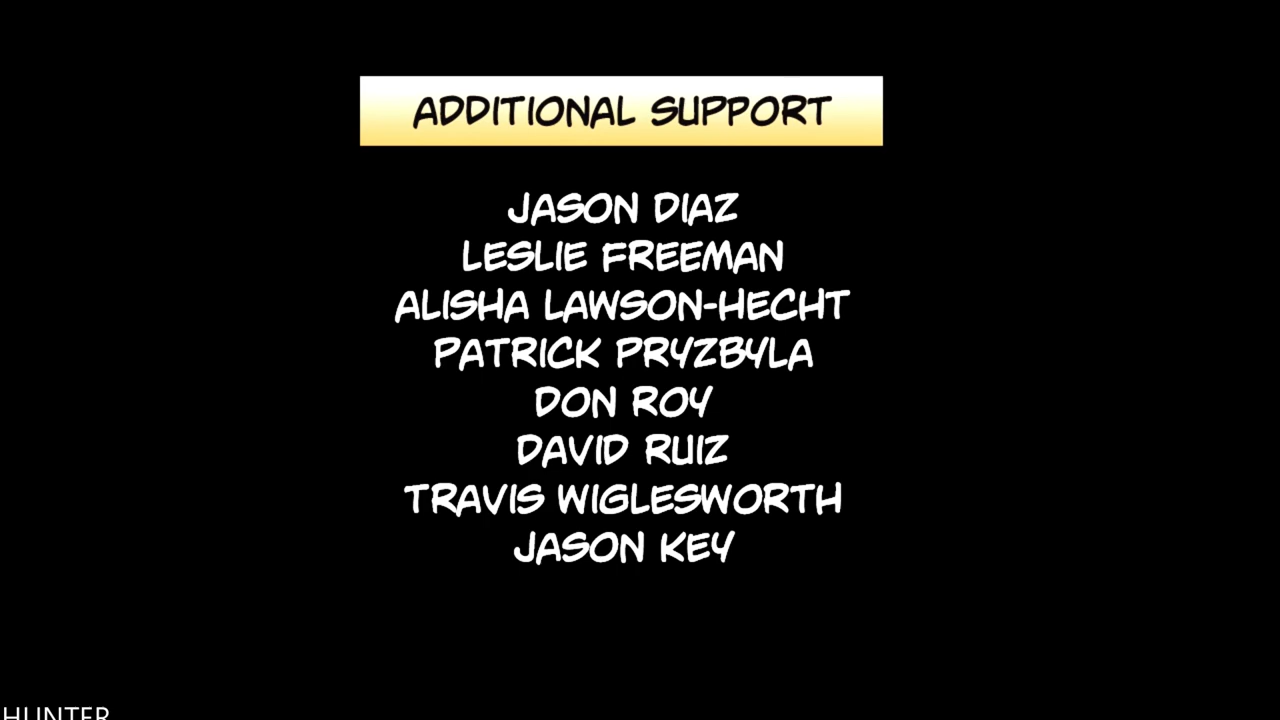 ADDITIONAL SUPPORT
JASON DIAZ
LESLIE FREEMAN
ALISHA LAWSON-HECHT
PATRICK PRYZBYLA
DON ROY
DAVID RUIZ
TRAVIS WIGLESWORTH
JASON KEY
HUNTER